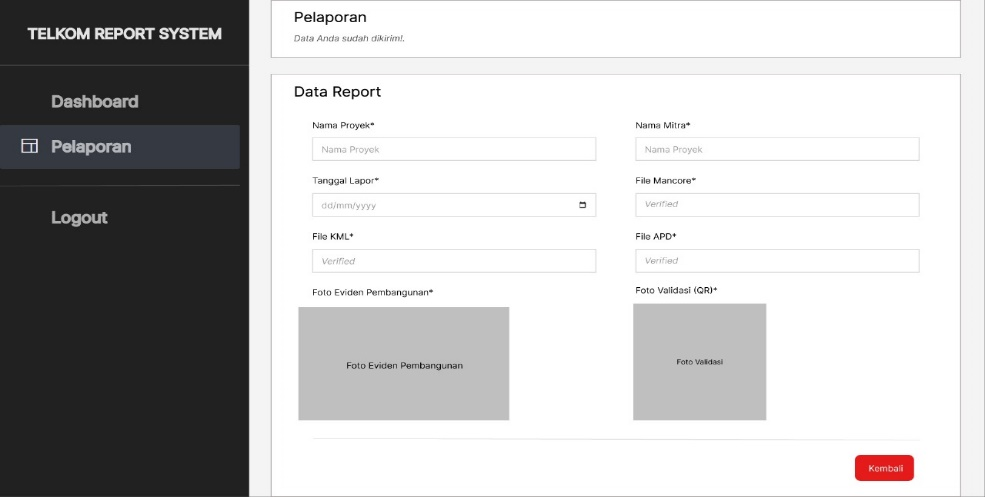 TELKOM REPORT SYSTEM
Dashboard
Pelaporan
Logout
Pelaporan
Data Anda sudah dikirim!.
Data Report
Nama Proyek*
Nama Proyek
Nama Mitra*
Nama Proyek
Tanggal Lapor*
dd/mm/yyyy
File Mancore*
Verified
File KML*
Verified
File APD*
Verified
Foto Eviden Pembangunan*
Foto Eviden Pembangunan
Foto Validasi (QR)*
Foto Validasi
Kembali